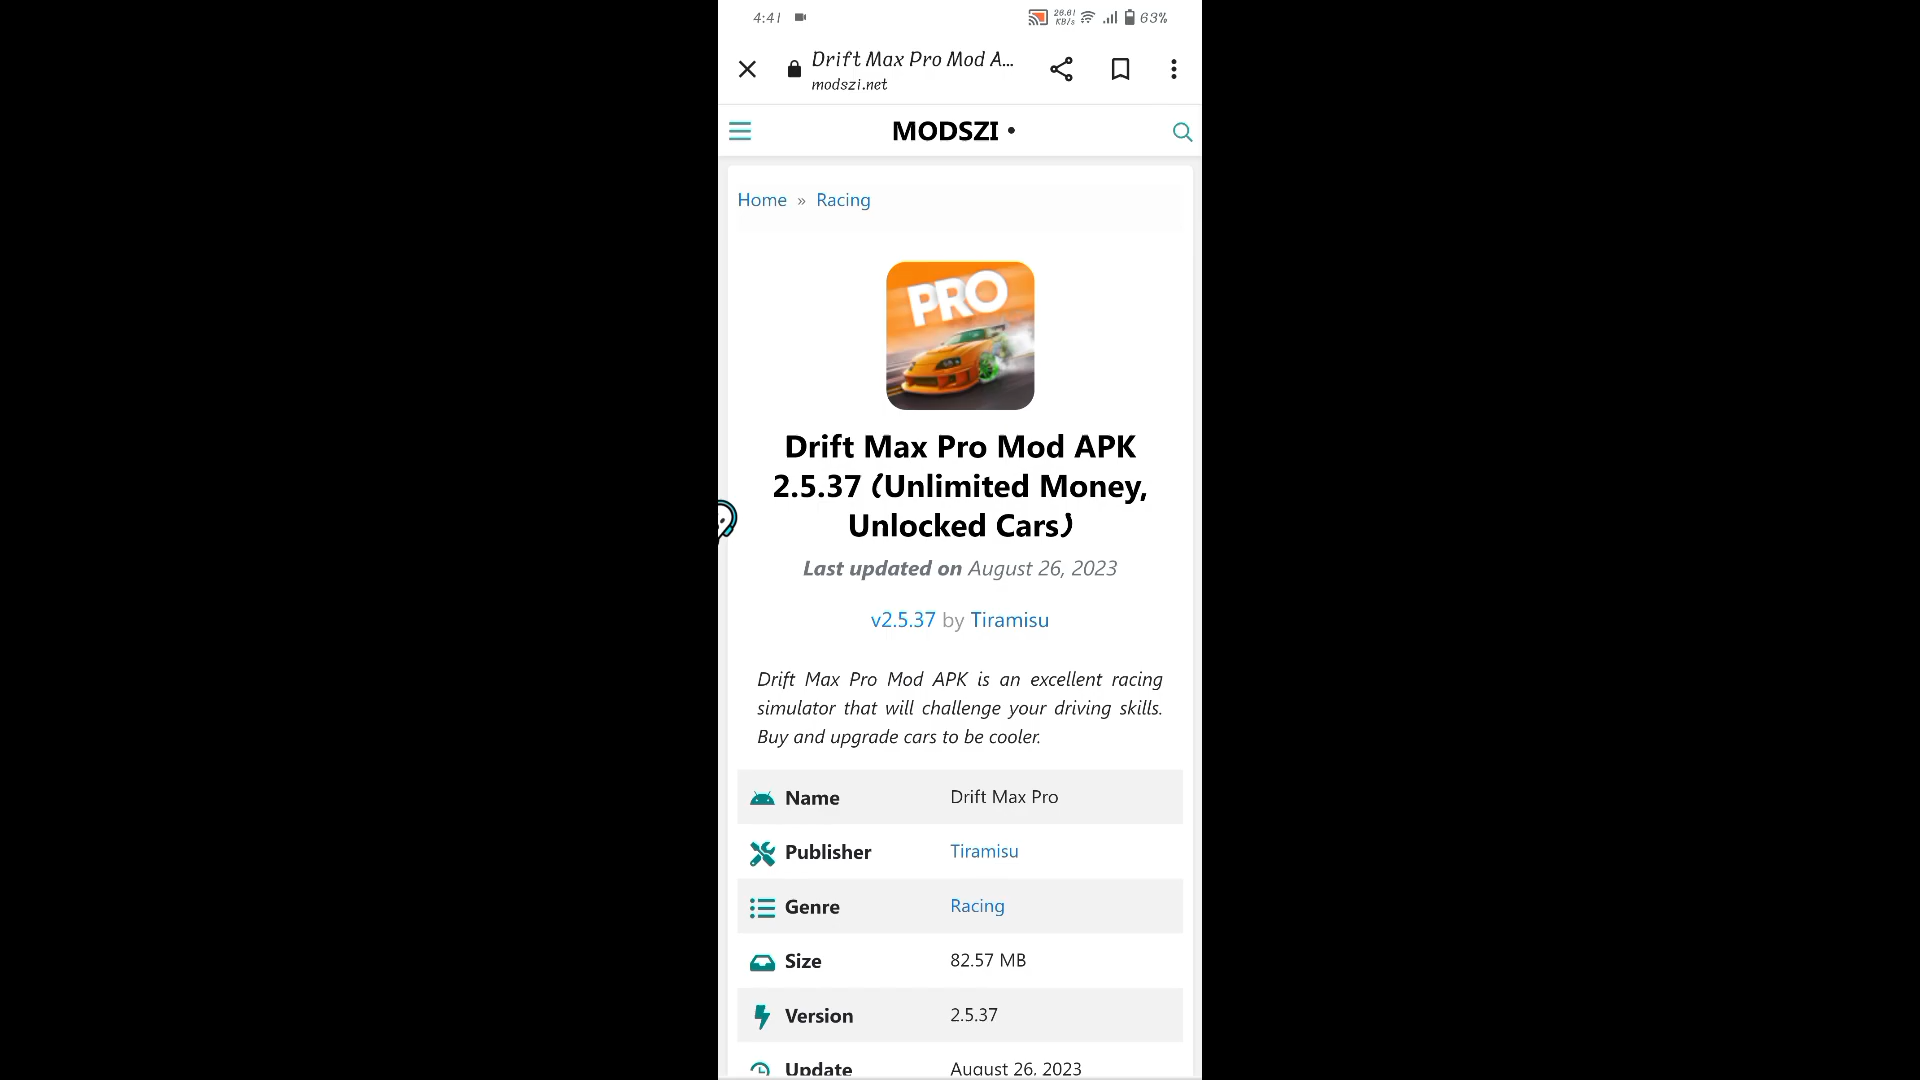 4:41
26.61 KB/s
63%
Drift Max Pro Mod A...
modszi.net
MODSZI •
Home » Racing
PRO
Drift Max Pro Mod APK
2.5.37 (Unlimited Money,
Unlocked Cars)
Last updated on August 26, 2023
v2.5.37 by Tiramisu
Drift Max Pro Mod APK is an excellent racing
simulator that will challenge your driving skills.
Buy and upgrade cars to be cooler.
Name Drift Max Pro
Publisher Tiramisu
Genre Racing
Size 82.57 MB
Version 2.5.37
Update August 26, 2023